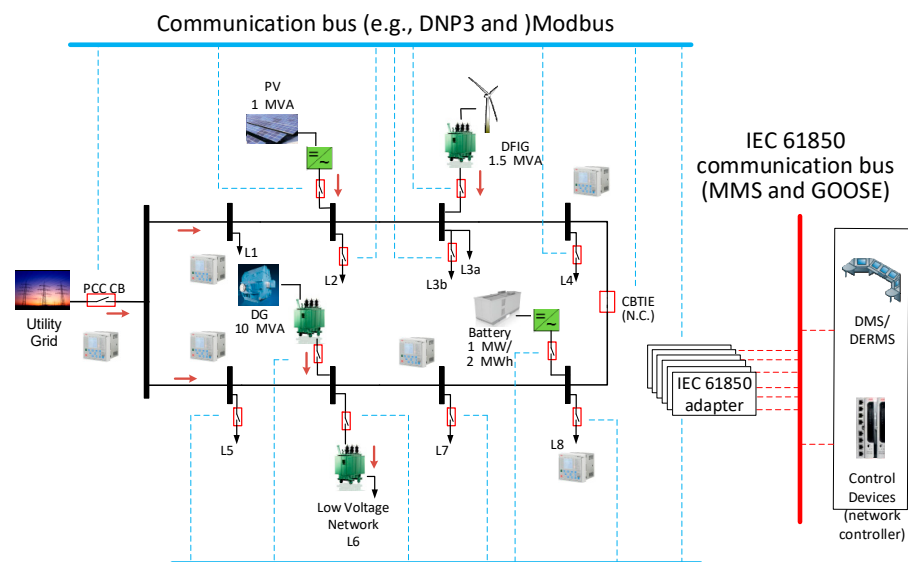 Communication bus (e.g., DNP3 and )Modbus
PV
1 MVA
DFIG
1.5 MVA
IEC 61850
communication bus
(MMS and GOOSE)
L1
L2
L3a
L3b
L4
PCC CB
Utility
Grid
DG
10 MVA
Battery
1 MW/
2 MWh
CBTIE
(N.C.)
DMS/
DERMS
IEC 61850
adapter
L5
L7
L8
Low Voltage
Network
L6
Control
Devices
(network
controller)